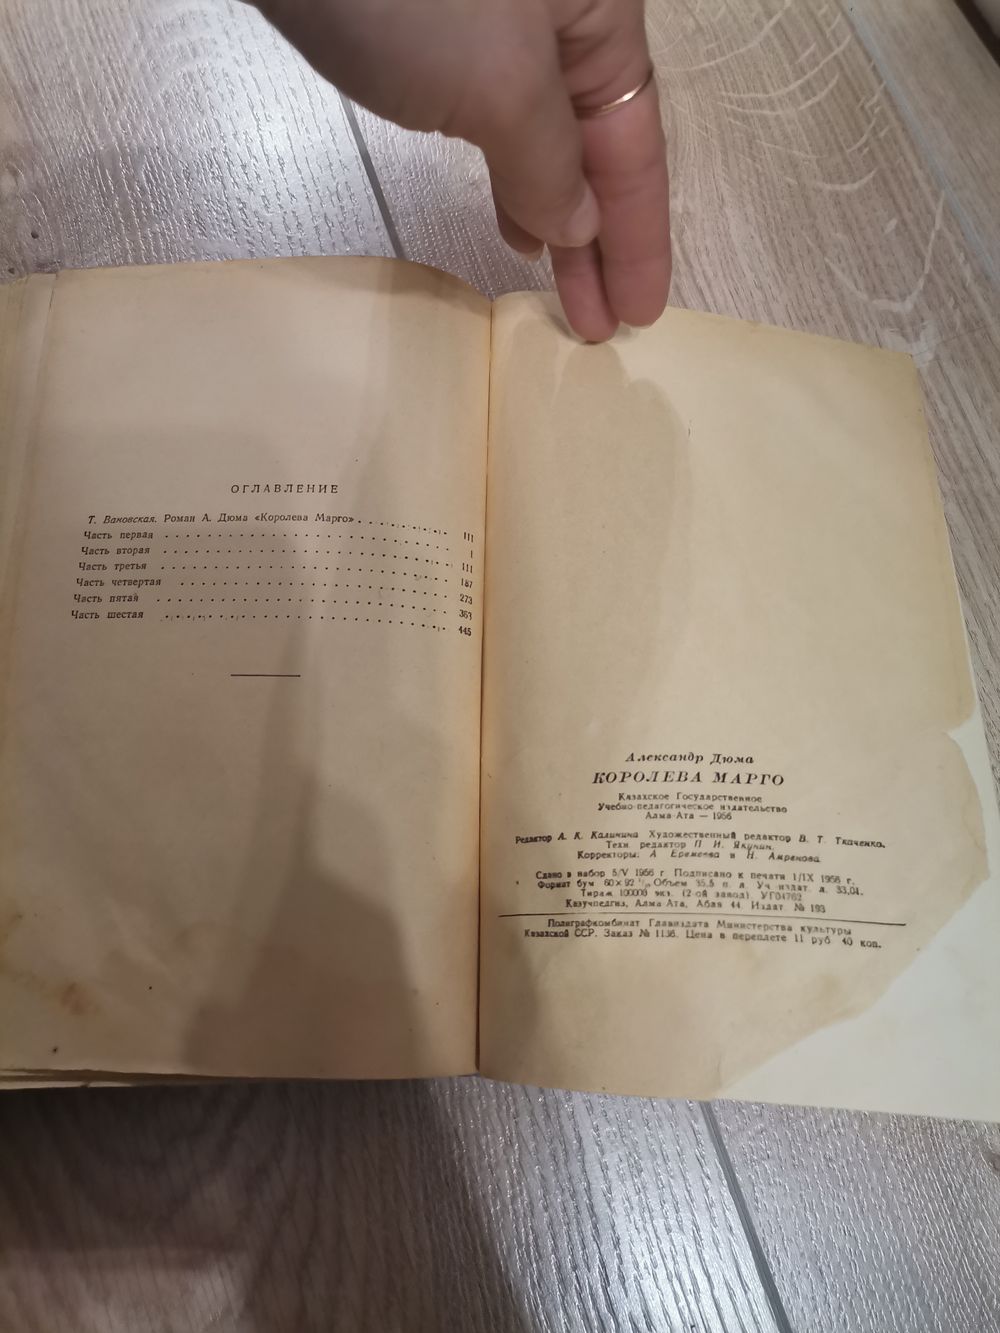 ОГЛАВЛЕНИЕ
Т. Вановская. Роман А. Дюма «Королева Марго» III
Часть первая I
Часть вторая 111
Часть третья 187
Часть четвертая 273
Часть пятая 363
Часть шестая 445
Александр Дюма
КОРОЛЕВА МАРГО
Казахское Государственное
Учебно-педагогическое издательство
Алма-Ата — 1956
Редактор А. К. Калинина Художественный редактор В. Т. Ткаченко.
Техн. редактор П. И. Якунин.
Корректоры: А Еремеева и Н. Амренова
Сдано в набор 5/V 1956 г Подписано к печати 1/IX 1956 г.
Формат бум 60×92 1/16 Объем 35,5 п. л. Уч издат. л. 33,04.
Тираж 100000 экз. (2-ой завод). УГ04762
Казучпедгиз, Алма Ата, Абая 44. Издат. № 193
Полиграфкомбинат Главиздата Министерства культуры
Казахской ССР. Заказ № 1136. Цена в переплете 11 руб 40 коп.